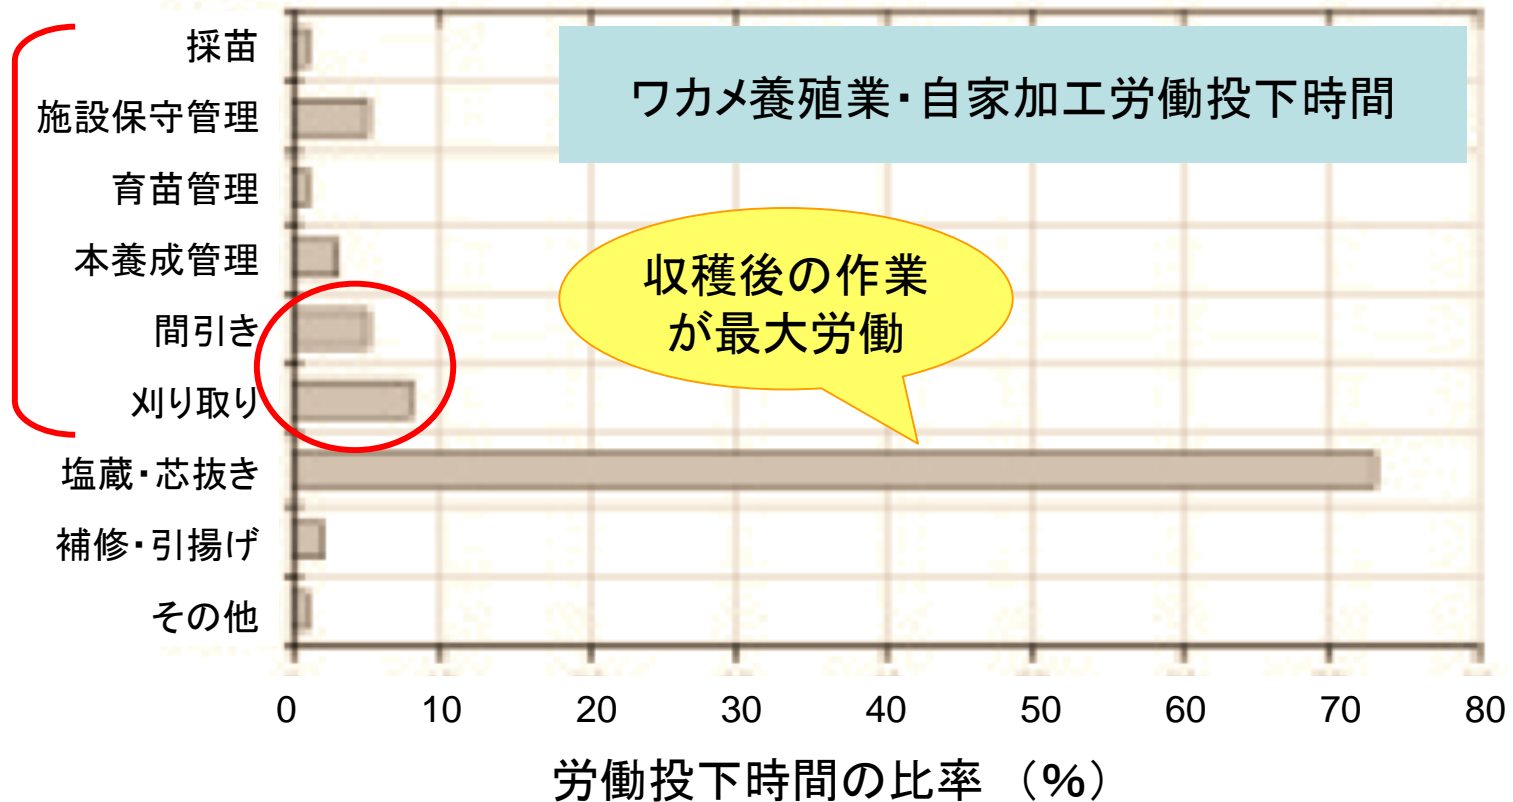 ワカメ養殖業・自家加工労働投下時間
採苗
施設保守管理
育苗管理
本養成管理
間引き
刈り取り
塩蔵・芯抜き
補修・引揚げ
その他
収穫後の作業
が最大労働
0 10 20 30 40 50 60 70 80
労働投下時間の比率 （%）